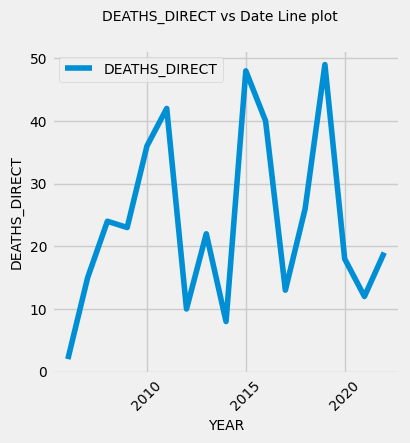 DEATHS_DIRECT vs Date Line plot
DEATHS_DIRECT
50
40
30
20
10
0
DEATHS_DIRECT
2010
2015
2020
YEAR